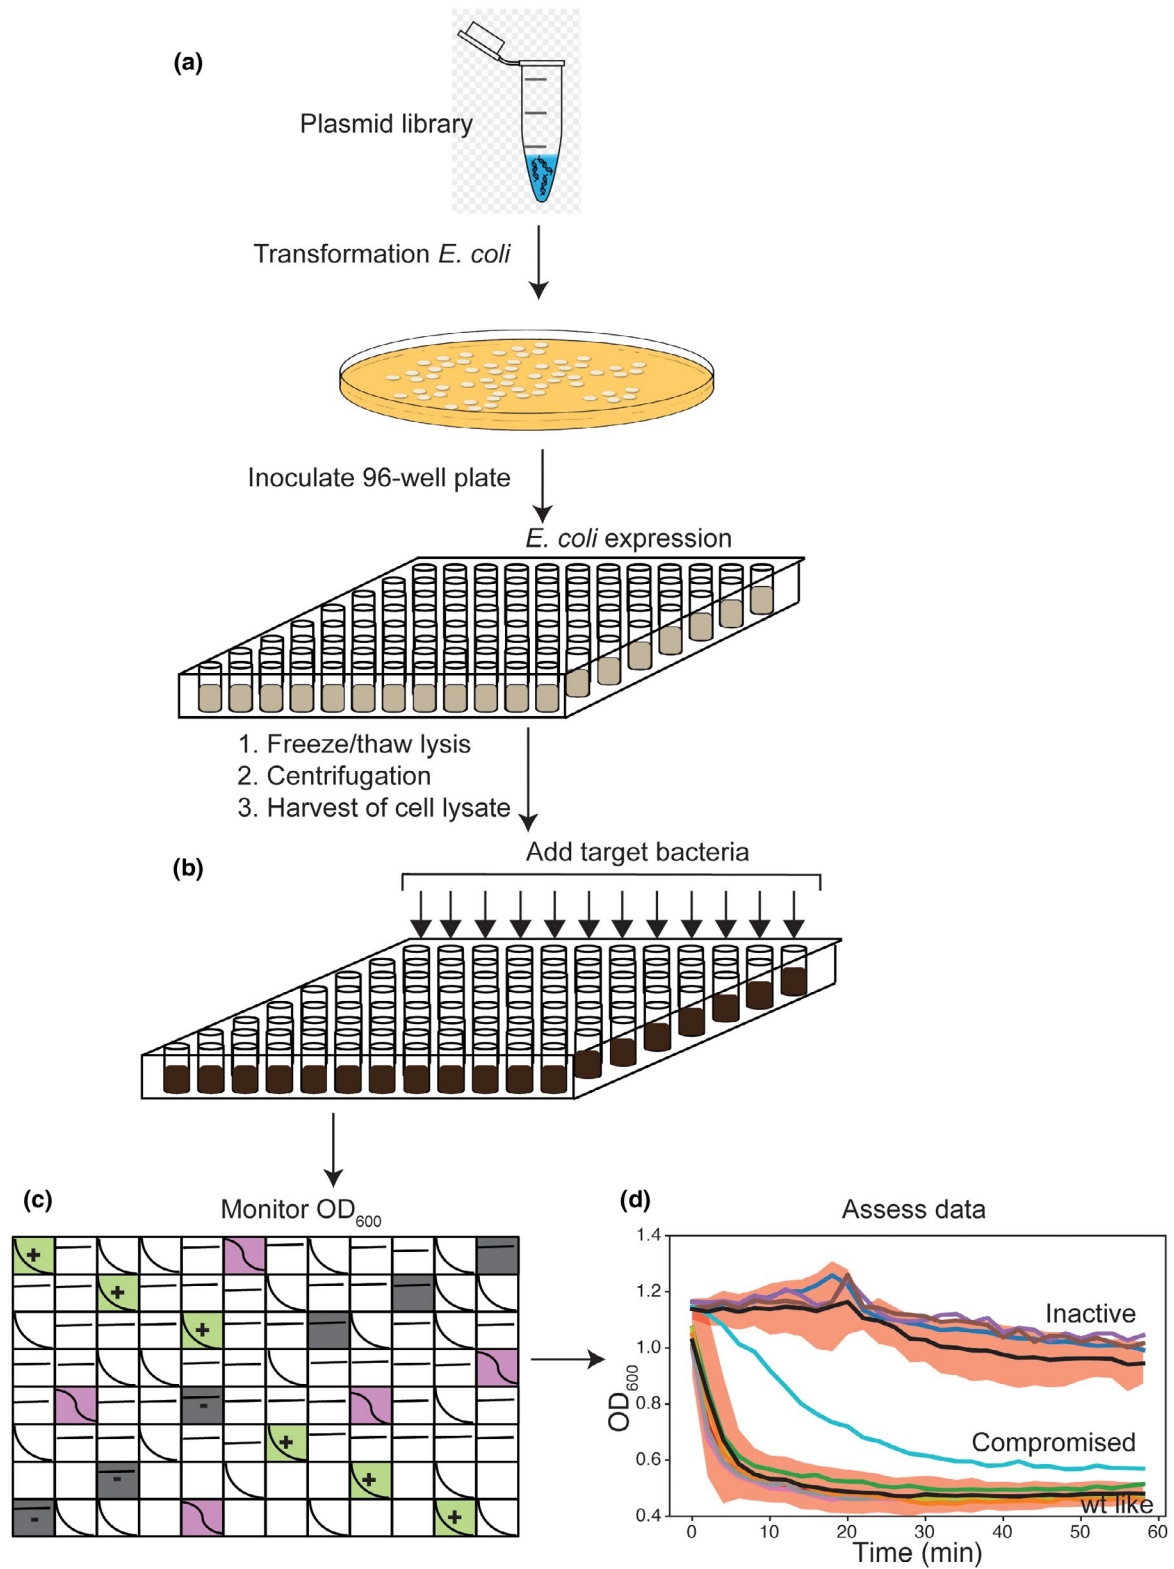 (a)
Plasmid library
Transformation E. coli
Inoculate 96-well plate
E. coli expression
1. Freeze/thaw lysis
2. Centrifugation
3. Harvest of cell lysate
(b)
Add target bacteria
(c)
Monitor OD600
+
+
+
-
+
-
+
-
+
(d)
Assess data
1.4
1.2
1.0
0.8
0.6
0.4
OD600
Inactive
Compromised
wt like
0
10
20
30
40
50
60
Time (min)